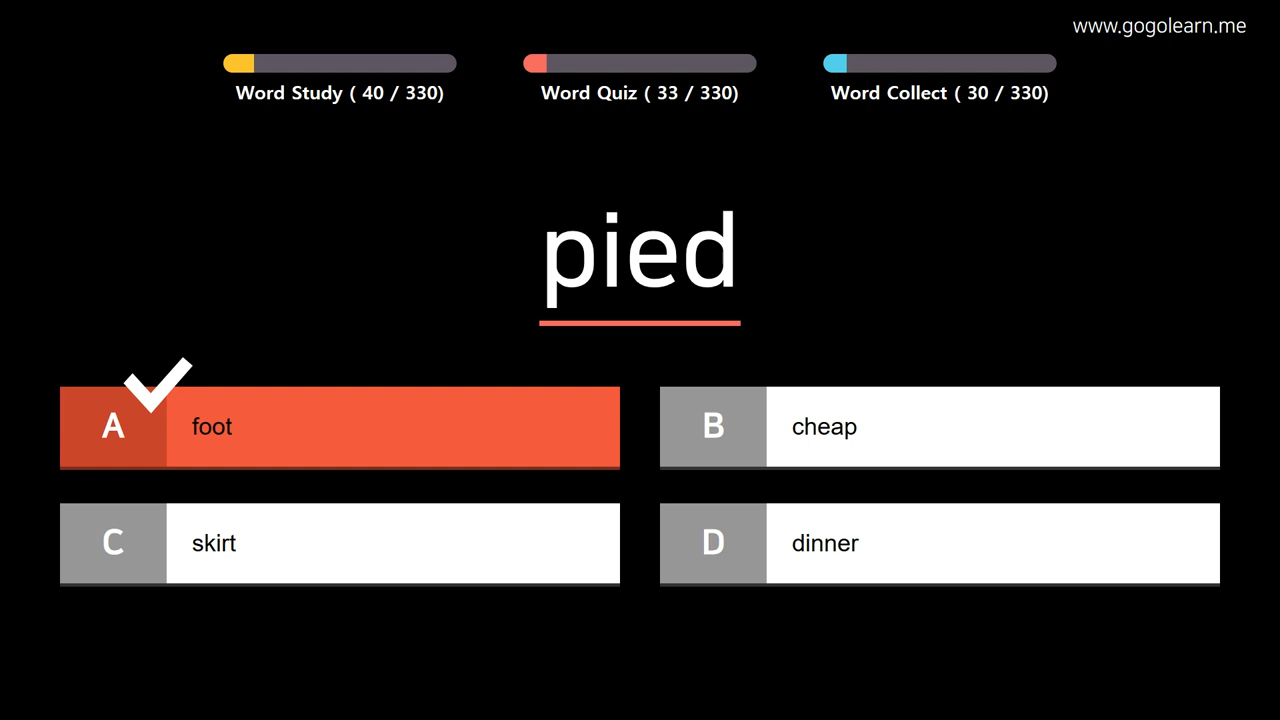 www.gogolearn.me
Word Study ( 40 / 330)
Word Quiz ( 33 / 330)
Word Collect ( 30 / 330)
pied
A foot
B cheap
C skirt
D dinner